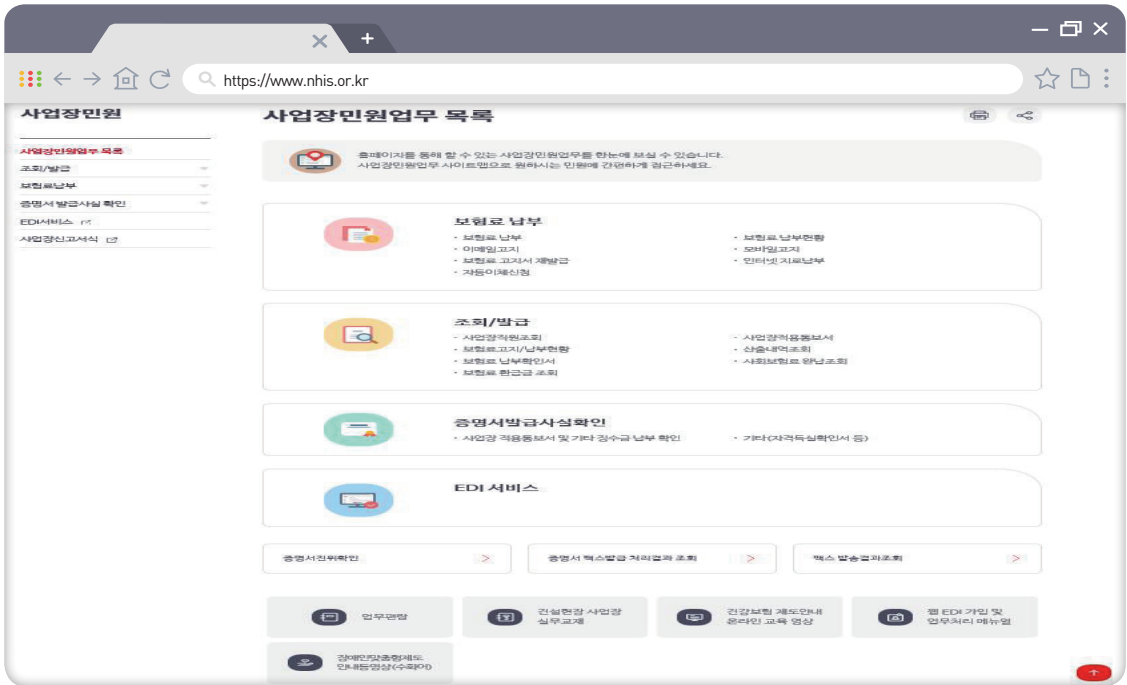 https://www.nhis.or.kr
사업장민원
사업장민원업무 목록
조회/발급
보험료납부
증명서 발급사실 확인
EDI서비스
사업장신고서식
사업장민원업무 목록
홈페이지를 통해 할 수 있는 사업장민원업무를 한눈에 보실 수 있습니다.
사업장민원업무 사이트맵으로 원하시는 민원에 간편하게 접근하세요.
보험료 납부
· 보험료 납부
· 보험료 납부현황
· 이메일고지
· 모바일고지
· 보험료 고지서 재발급
· 인터넷 지로납부
· 자동이체신청
조회/발급
· 사업장직원조회
· 사업장적용통보서
· 보험료고지/납부현황
· 산출내역조회
· 보험료 납부확인서
· 사회보험료 완납조회
· 보험료 환급금 조회
증명서발급사실확인
· 사업장 적용통보서 및 기타 징수금 납부 확인
· 기타(자격득실확인서 등)
EDI 서비스
증명서진위확인
증명서 팩스발급 처리결과 조회
팩스 발송결과조회
업무편람
건설현장 사업장
실무교재
건강보험 제도안내
온라인 교육 영상
웹 EDI 가입 및
업무처리 매뉴얼
장애인맞춤형제도
안내동영상(수화어)